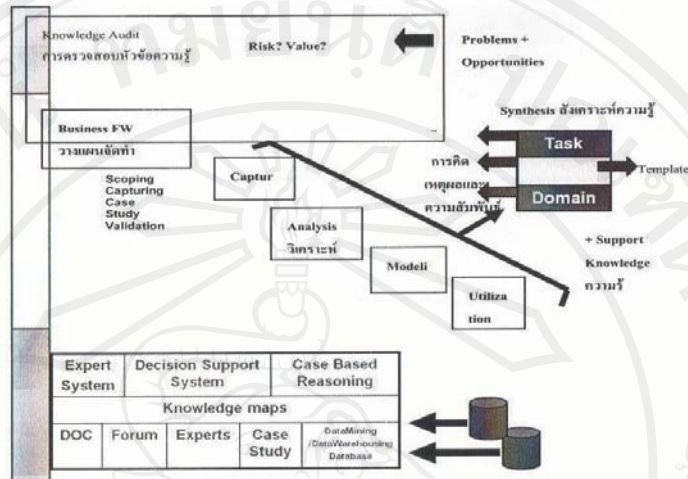 Knowledge Audit
การตรวจสอบหัวข้อความรู้
Risk? Value?
Problems +
Opportunities
Business FW
วางแผนจัดทำ
Scoping
Capturing
Case
Study
Validation
Captur
Analysis
วิเคราะห์
Modeli
Utiliza
tion
Synthesis สังเคราะห์ความรู้
Task
Domain
การคิด
เหตุผลและ
ความสัมพันธ์
Template
+ Support
Knowledge
ความรู้
Expert
System
Decision Support
System
Case Based
Reasoning
Knowledge maps
DOC
Forum
Experts
Case
Study
DataMining
/DataWarehousing
Database